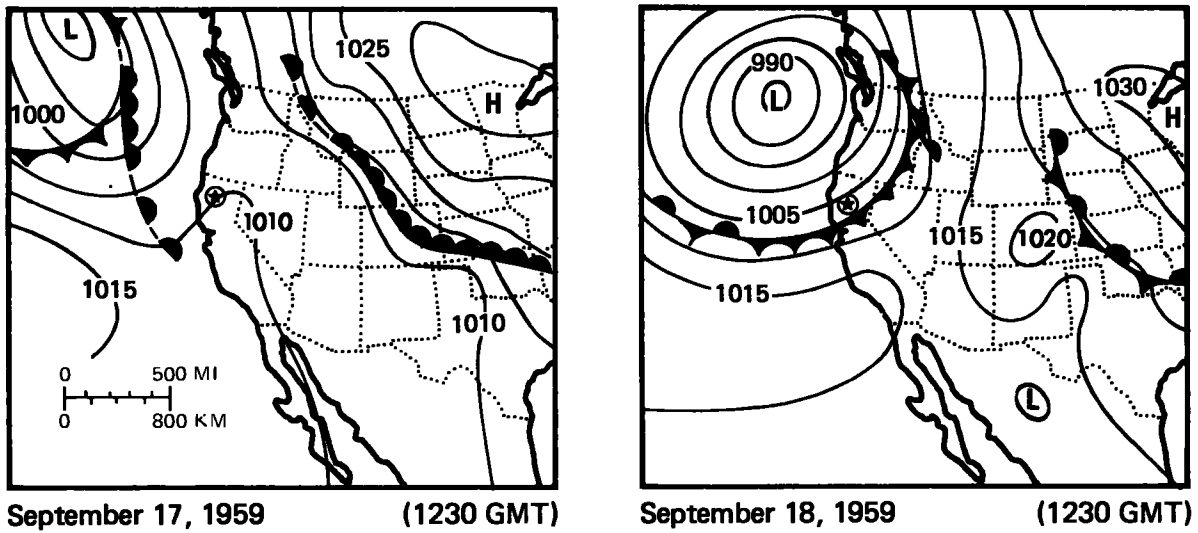 L
1025
1000
H
1010
1015
1010
0 500 MI
0 800 KM
September 17, 1959 (1230 GMT)
990
L
1030
H
1005
1015
1020
1015
L
September 18, 1959 (1230 GMT)